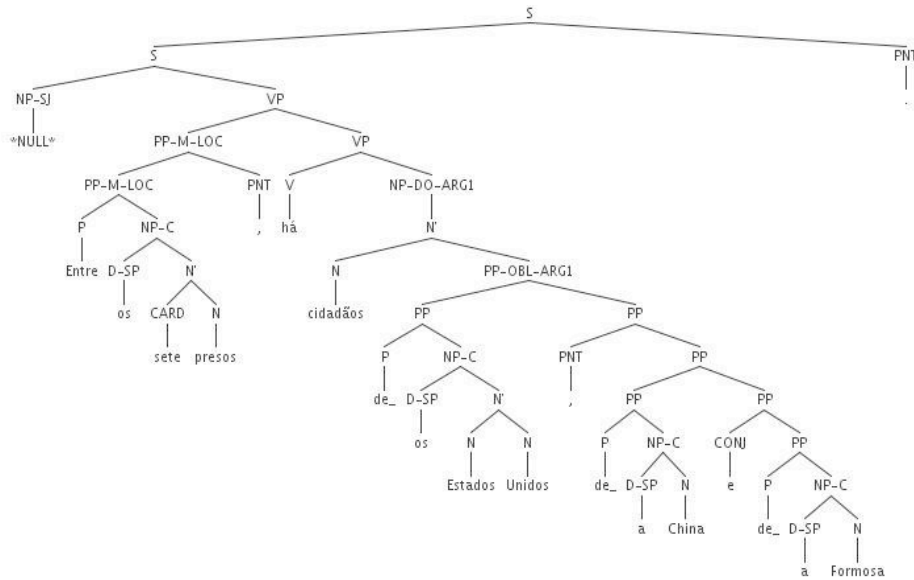 S
S PNT
NP-SJ VP .
*NULL* PP-M-LOC VP
PP-M-LOC PNT V NP-DO-ARG1
P NP-C , há N'
Entre D-SP N' N PP-OBL-ARG1
os CARD N cidadãos PP PP
sete presos P NP-C PNT PP
de_ D-SP N' , PP PP
os N N P NP-C CONJ PP
Estados Unidos de_ D-SP N e P NP-C
a China de_ D-SP N
a Formosa